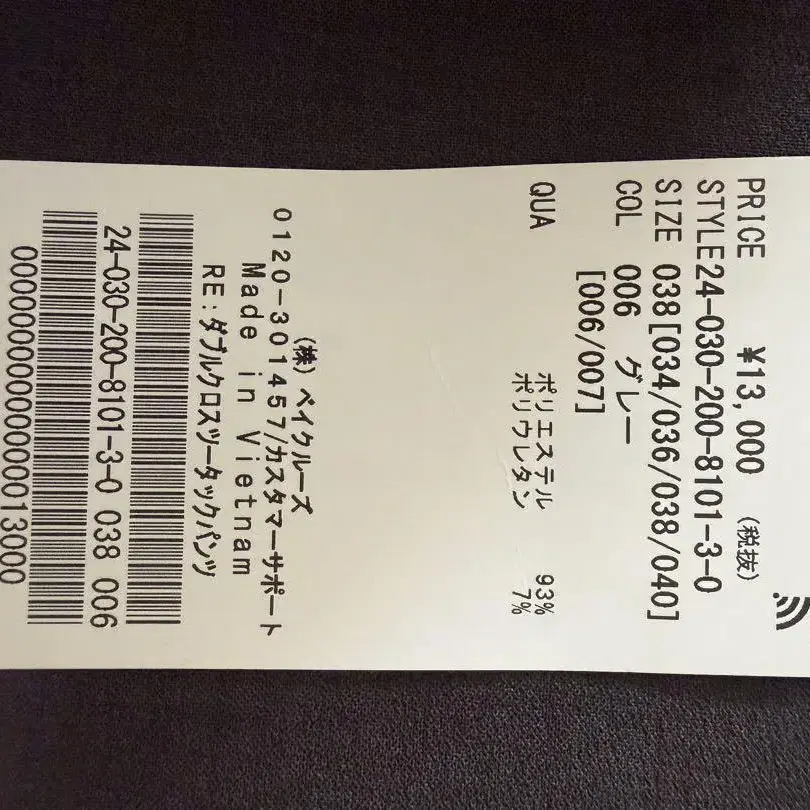 PRICE ¥13,000 (税抜)
STYLE24-030-200-8101-3-0
SIZE 038[034/036/038/040]
COL 006 グレー
[006/007]
QUA ポリエステル 93%
ポリウレタン 7%
(株)ベイクルーズ
0120-301457/カスタマーサポート
Made in Vietnam
RE:ダブルクロスツータックパンツ
24-030-200-8101-3-0 038 006
0000000000000000013000